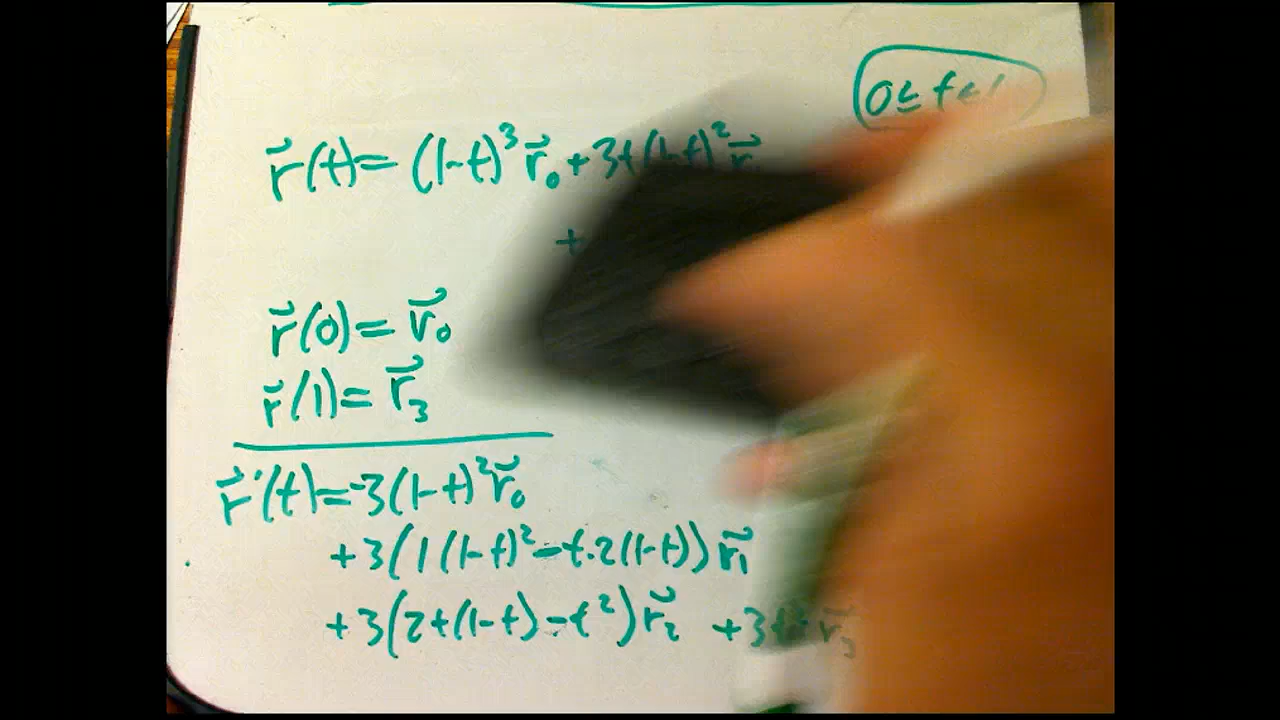 0 ≤ t ≤
r⃗(t) = (1-t)³ r⃗₀ + 3t(1-t)² r⃗
+
r⃗(0) = r⃗₀
r⃗(1) = r⃗₃
r⃗'(t) = -3(1-t)² r⃗₀
+3(1(1-t)² - t·2(1-t)) r⃗₁
+3(2t(1-t) - t²) r⃗₂ +3t² r⃗₃